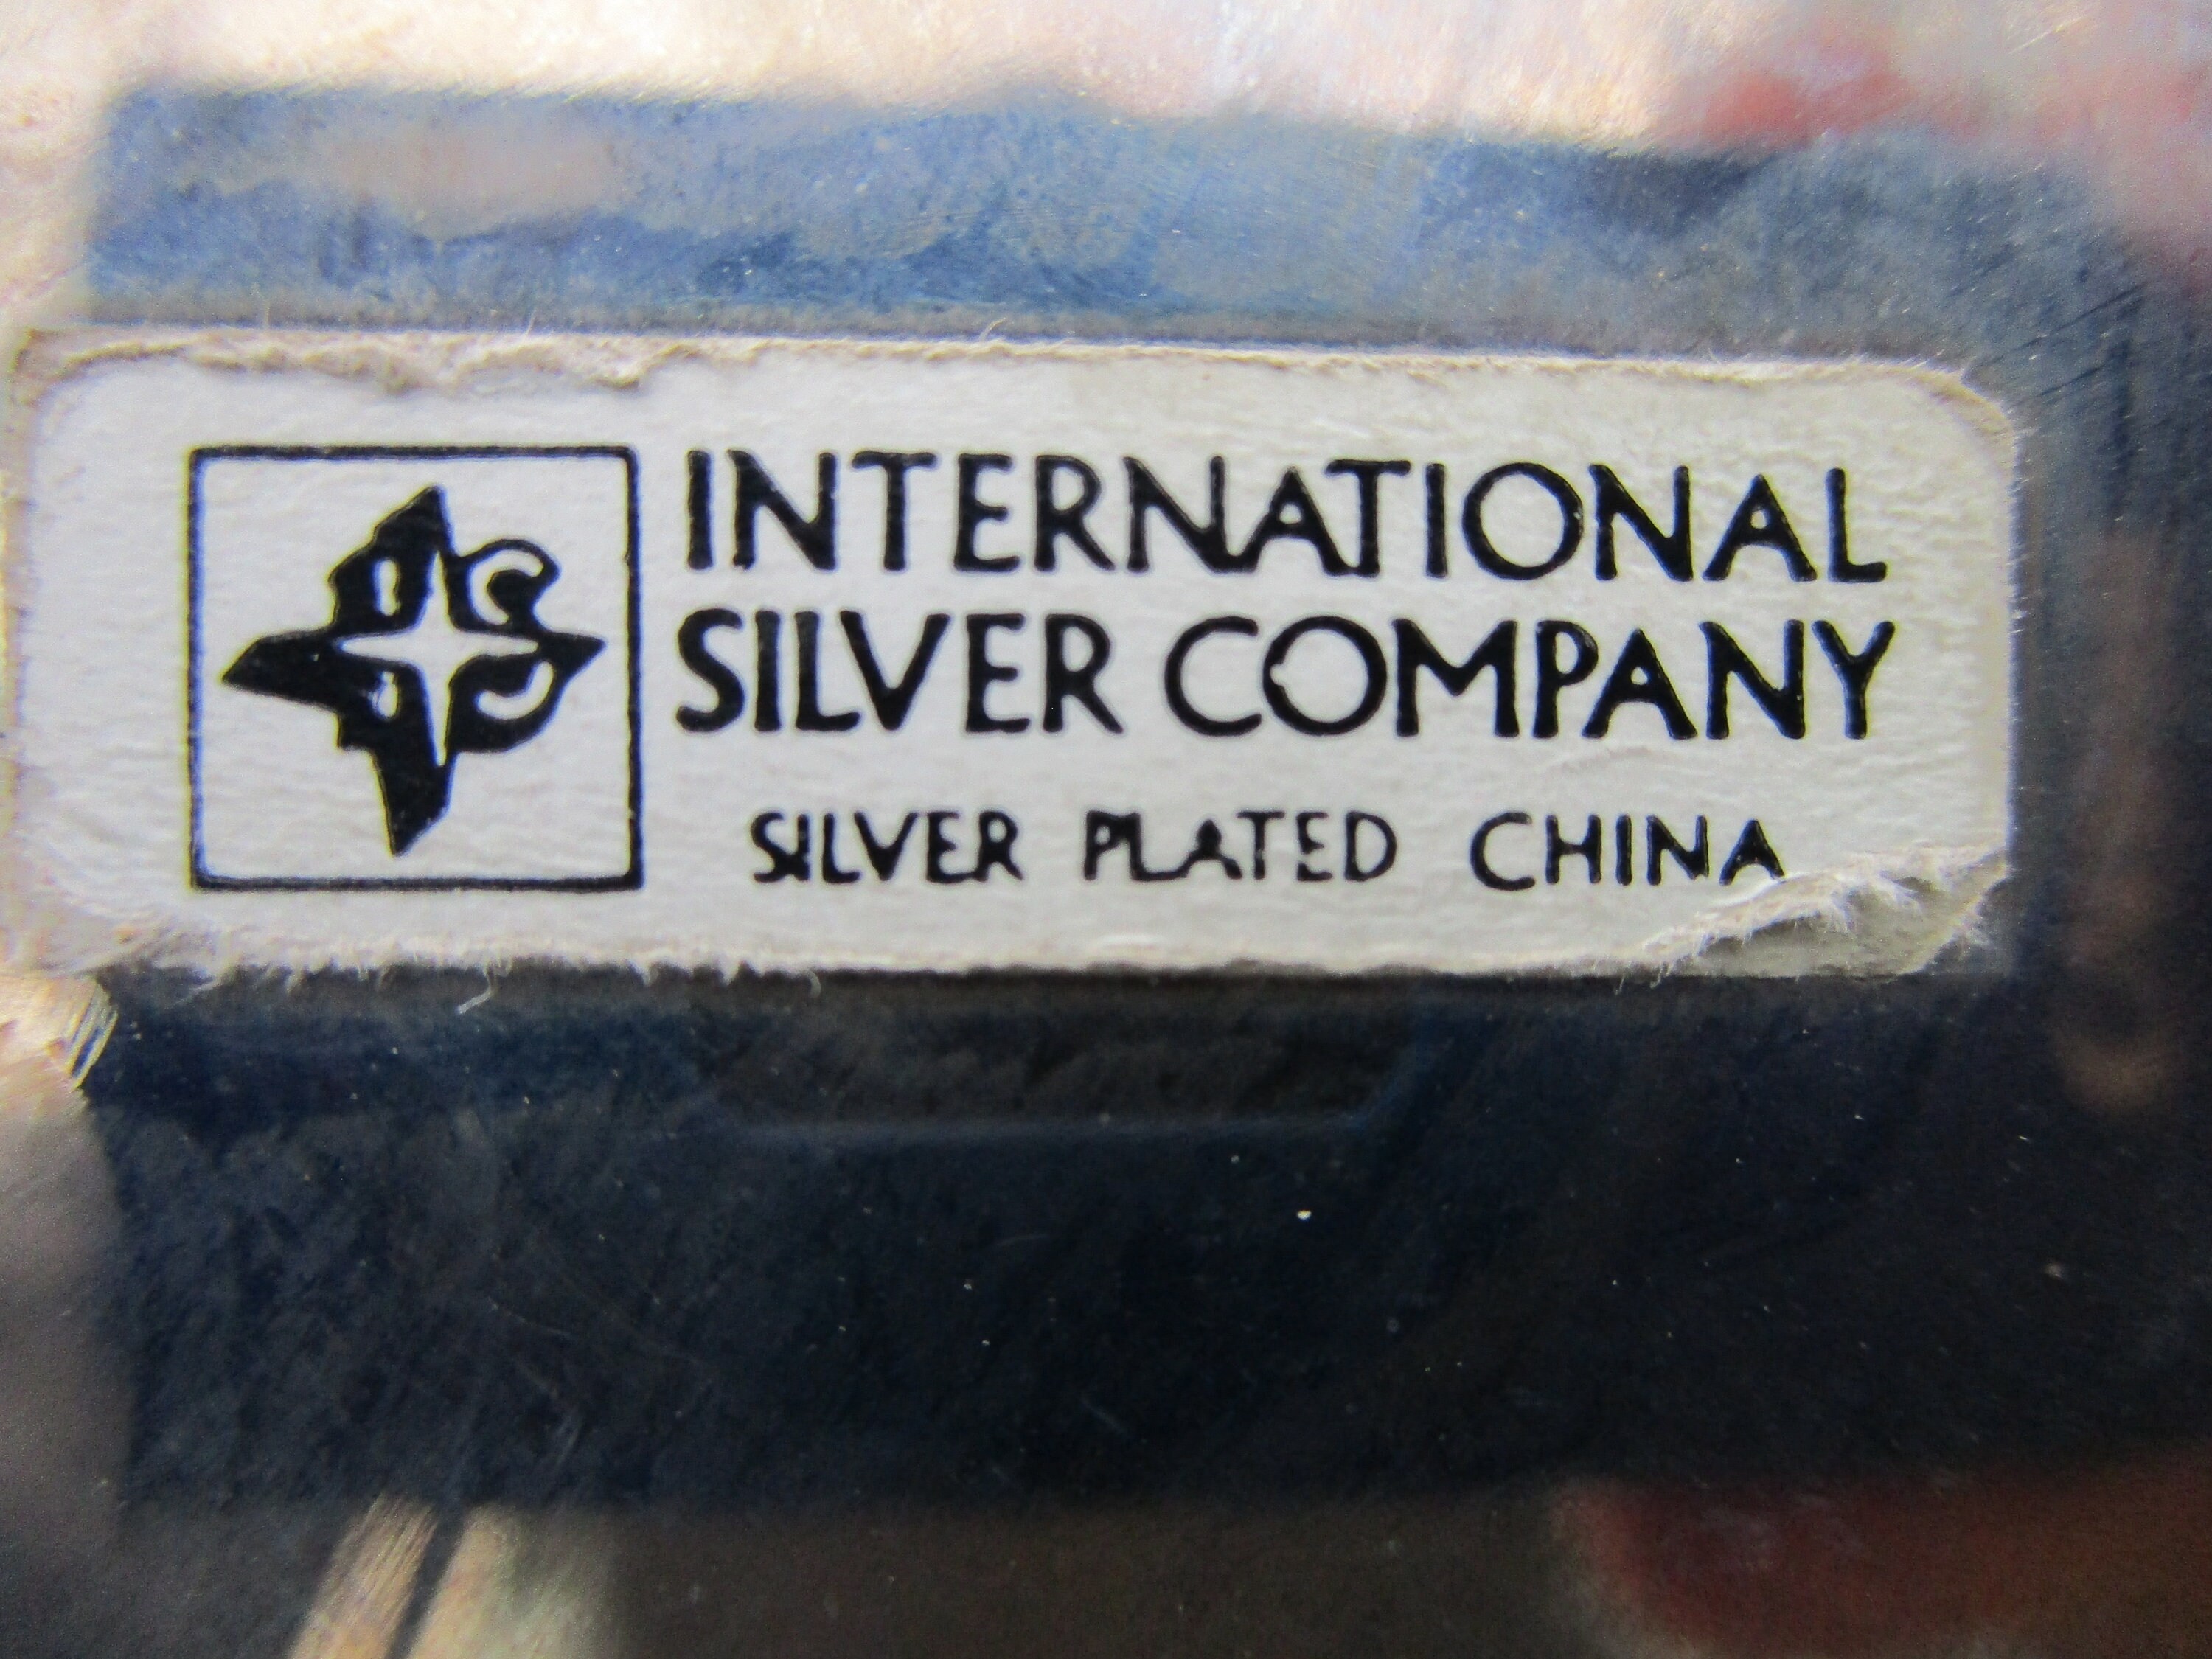 INTERNATIONAL
SILVER COMPANY
SILVER PLATED CHINA